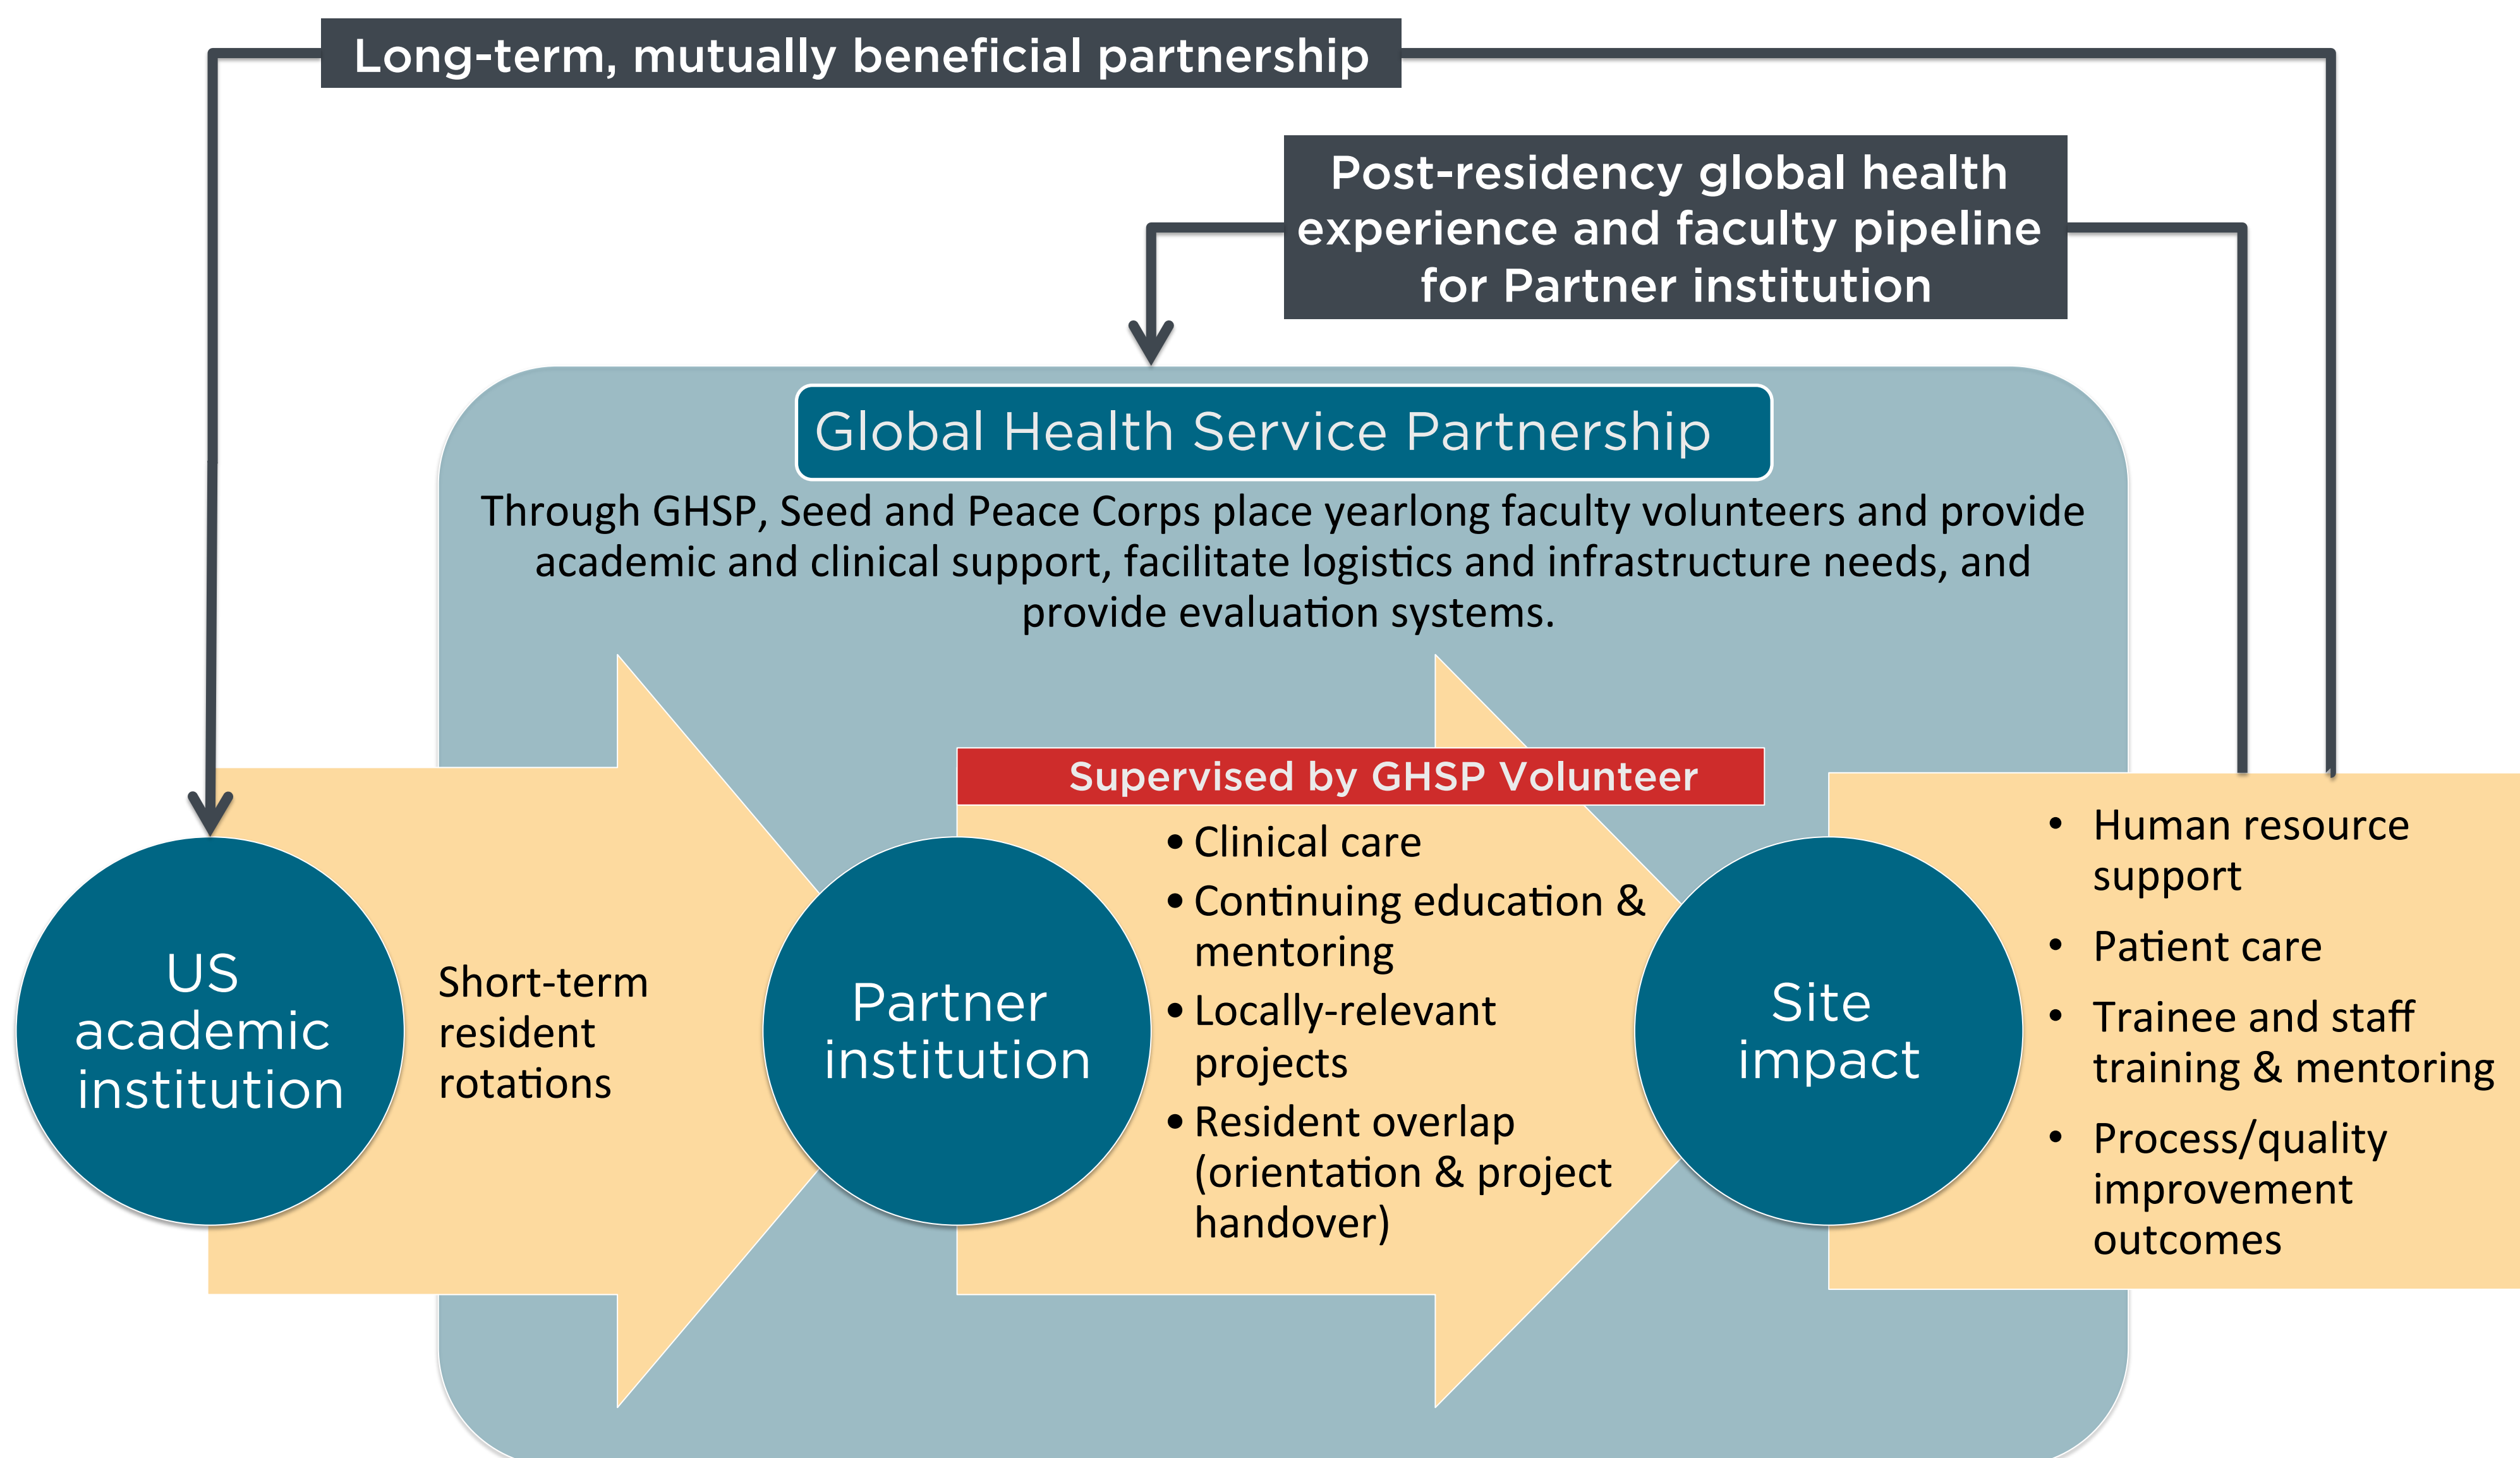 Long-term, mutually beneficial partnership
Post-residency global health
experience and faculty pipeline
for Partner institution
Global Health Service Partnership
Through GHSP, Seed and Peace Corps place yearlong faculty volunteers and provide
academic and clinical support, facilitate logistics and infrastructure needs, and
provide evaluation systems.
US
academic
institution
Short-term
resident
rotations
Partner
institution
Supervised by GHSP Volunteer
• Clinical care
• Continuing education &
mentoring
• Locally-relevant
projects
• Resident overlap
(orientation & project
handover)
Site
impact
• Human resource
support
• Patient care
• Trainee and staff
training & mentoring
• Process/quality
improvement
outcomes